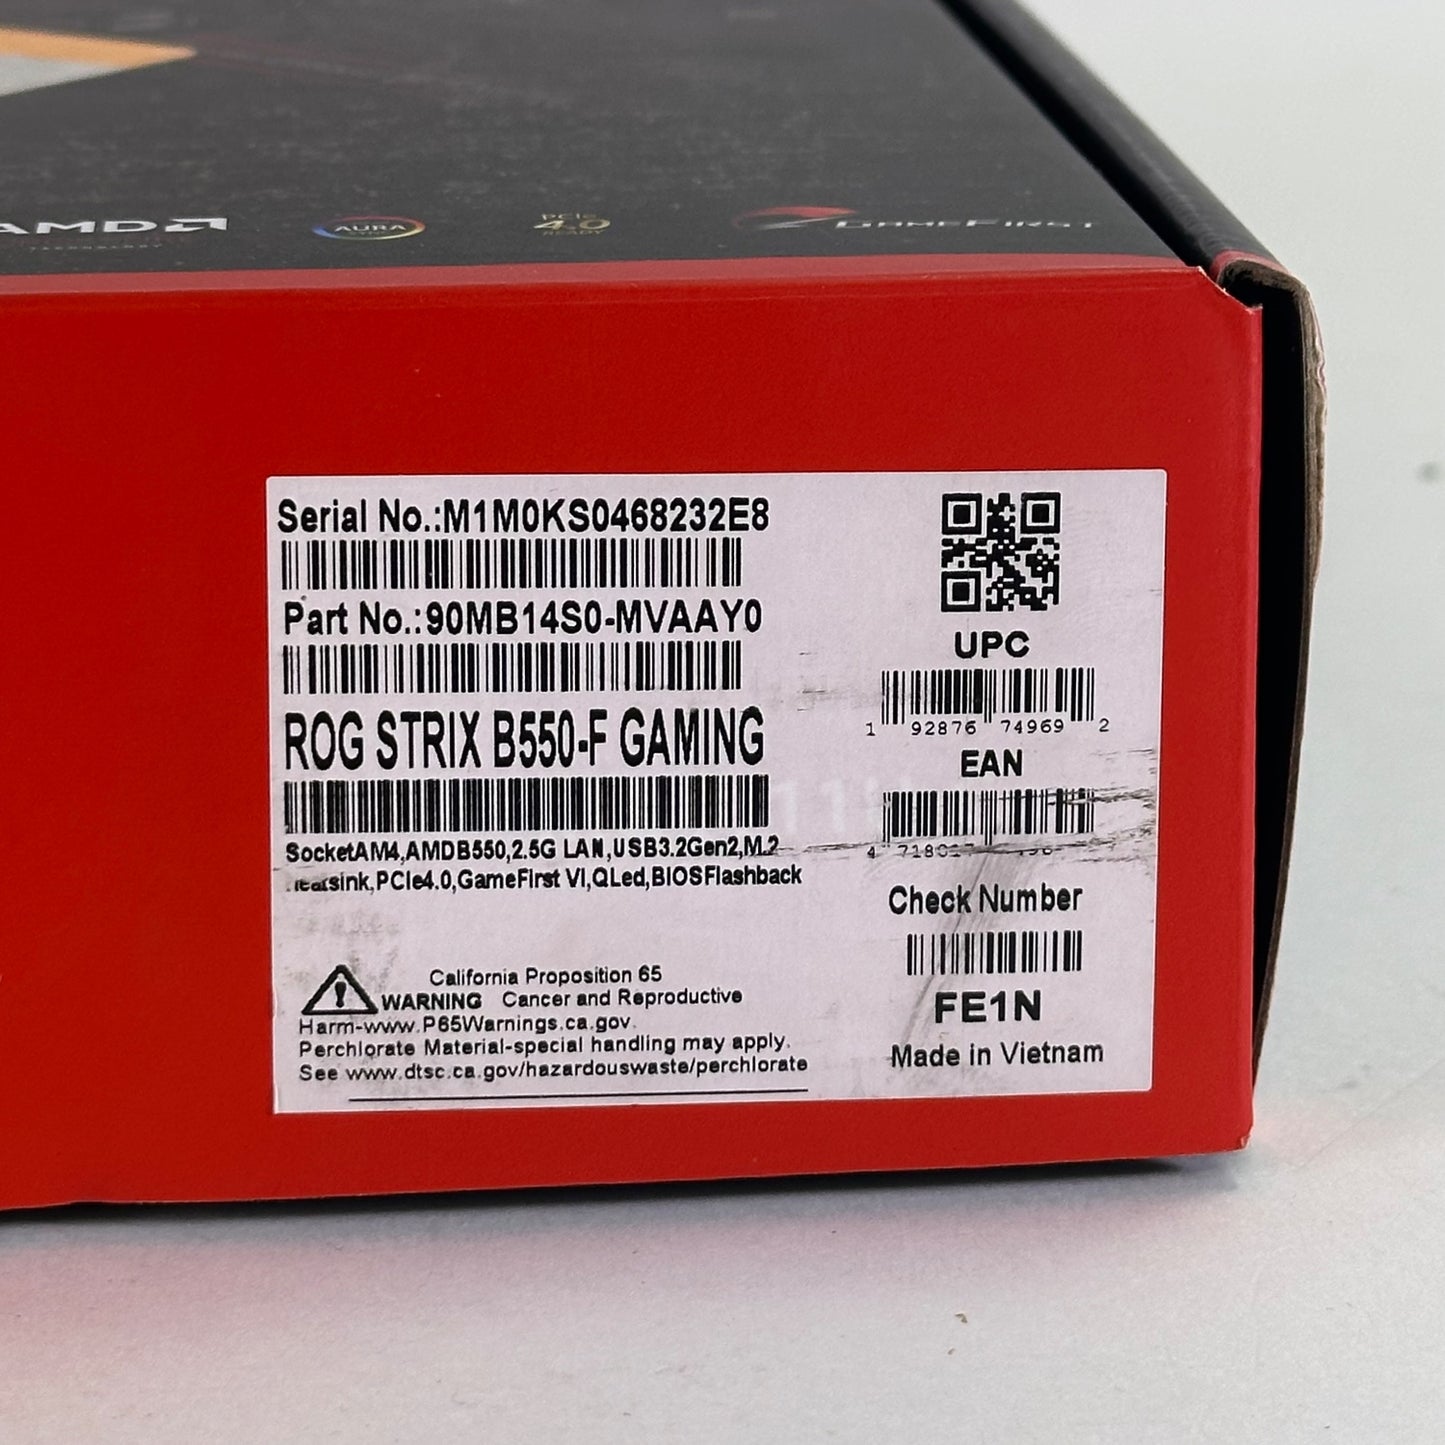 AMD
AURA
SYNC
PCIe
4.0
READY
GAMEFIRST
Serial No.:M1M0KS0468232E8
Part No.:90MB14S0-MVAAY0
ROG STRIX B550-F GAMING
SocketAM4,AMDB550,2.5G LAN,USB3.2Gen2,M.2
PCIe4.0,GameFirst VI,QLed,BIOSFlashback
California Proposition 65
WARNING Cancer and Reproductive
Harm-www.P65Warnings.ca.gov.
Perchlorate Material-special handling may apply.
See www.dtsc.ca.gov/hazardouswaste/perchlorate
UPC
1 92876 74969 2
EAN
Check Number
FE1N
Made in Vietnam